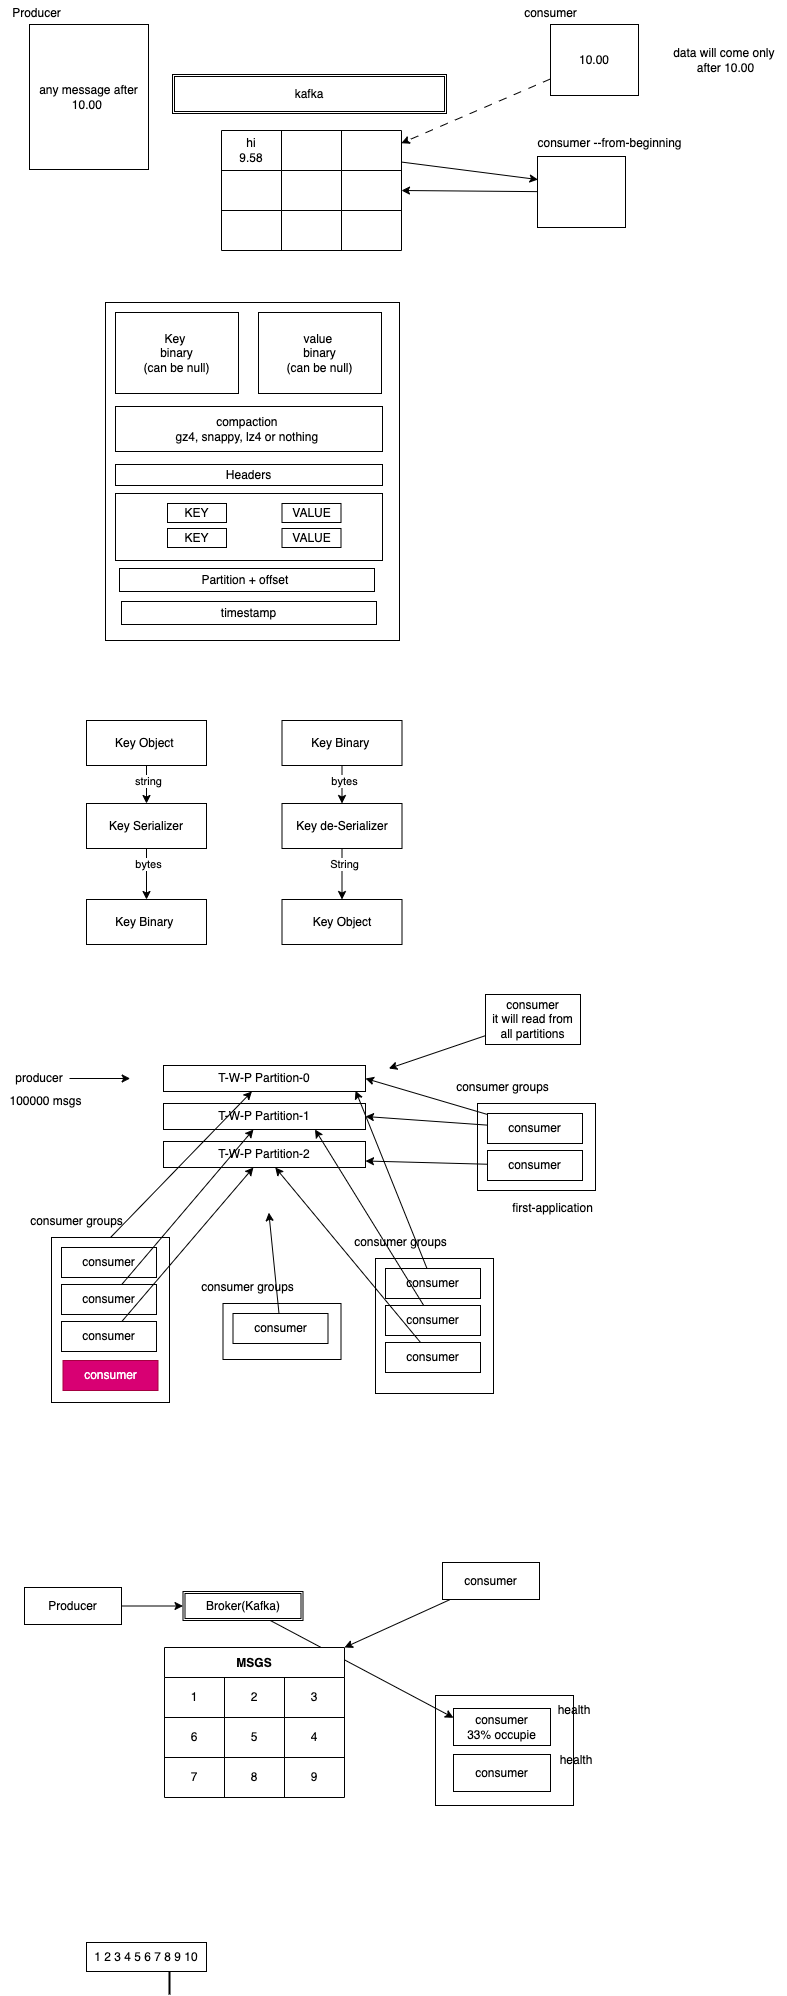 Producer
consumer
any message after
10.00
10.00
data will come only
after 10.00
kafka
hi
9.58
consumer --from-beginning
Key
binary
(can be null)
value
binary
(can be null)
compaction
gz4, snappy, lz4 or nothing
Headers
KEY
VALUE
KEY
VALUE
Partition + offset
timestamp
Key Object
Key Binary
string
bytes
Key Serializer
Key de-Serializer
bytes
String
Key Binary
Key Object
consumer
it will read from
all partitions
producer
100000 msgs
T-W-P Partition-0
T-W-P Partition-1
T-W-P Partition-2
consumer groups
consumer
consumer
first-application
consumer groups
consumer
consumer
consumer
consumer
consumer groups
consumer
consumer groups
consumer
consumer
consumer
consumer
Producer
Broker(Kafka)
MSGS
1 2 3
6 5 4
7 8 9
consumer
33% occupie
health
consumer
health
1 2 3 4 5 6 7 8 9 10